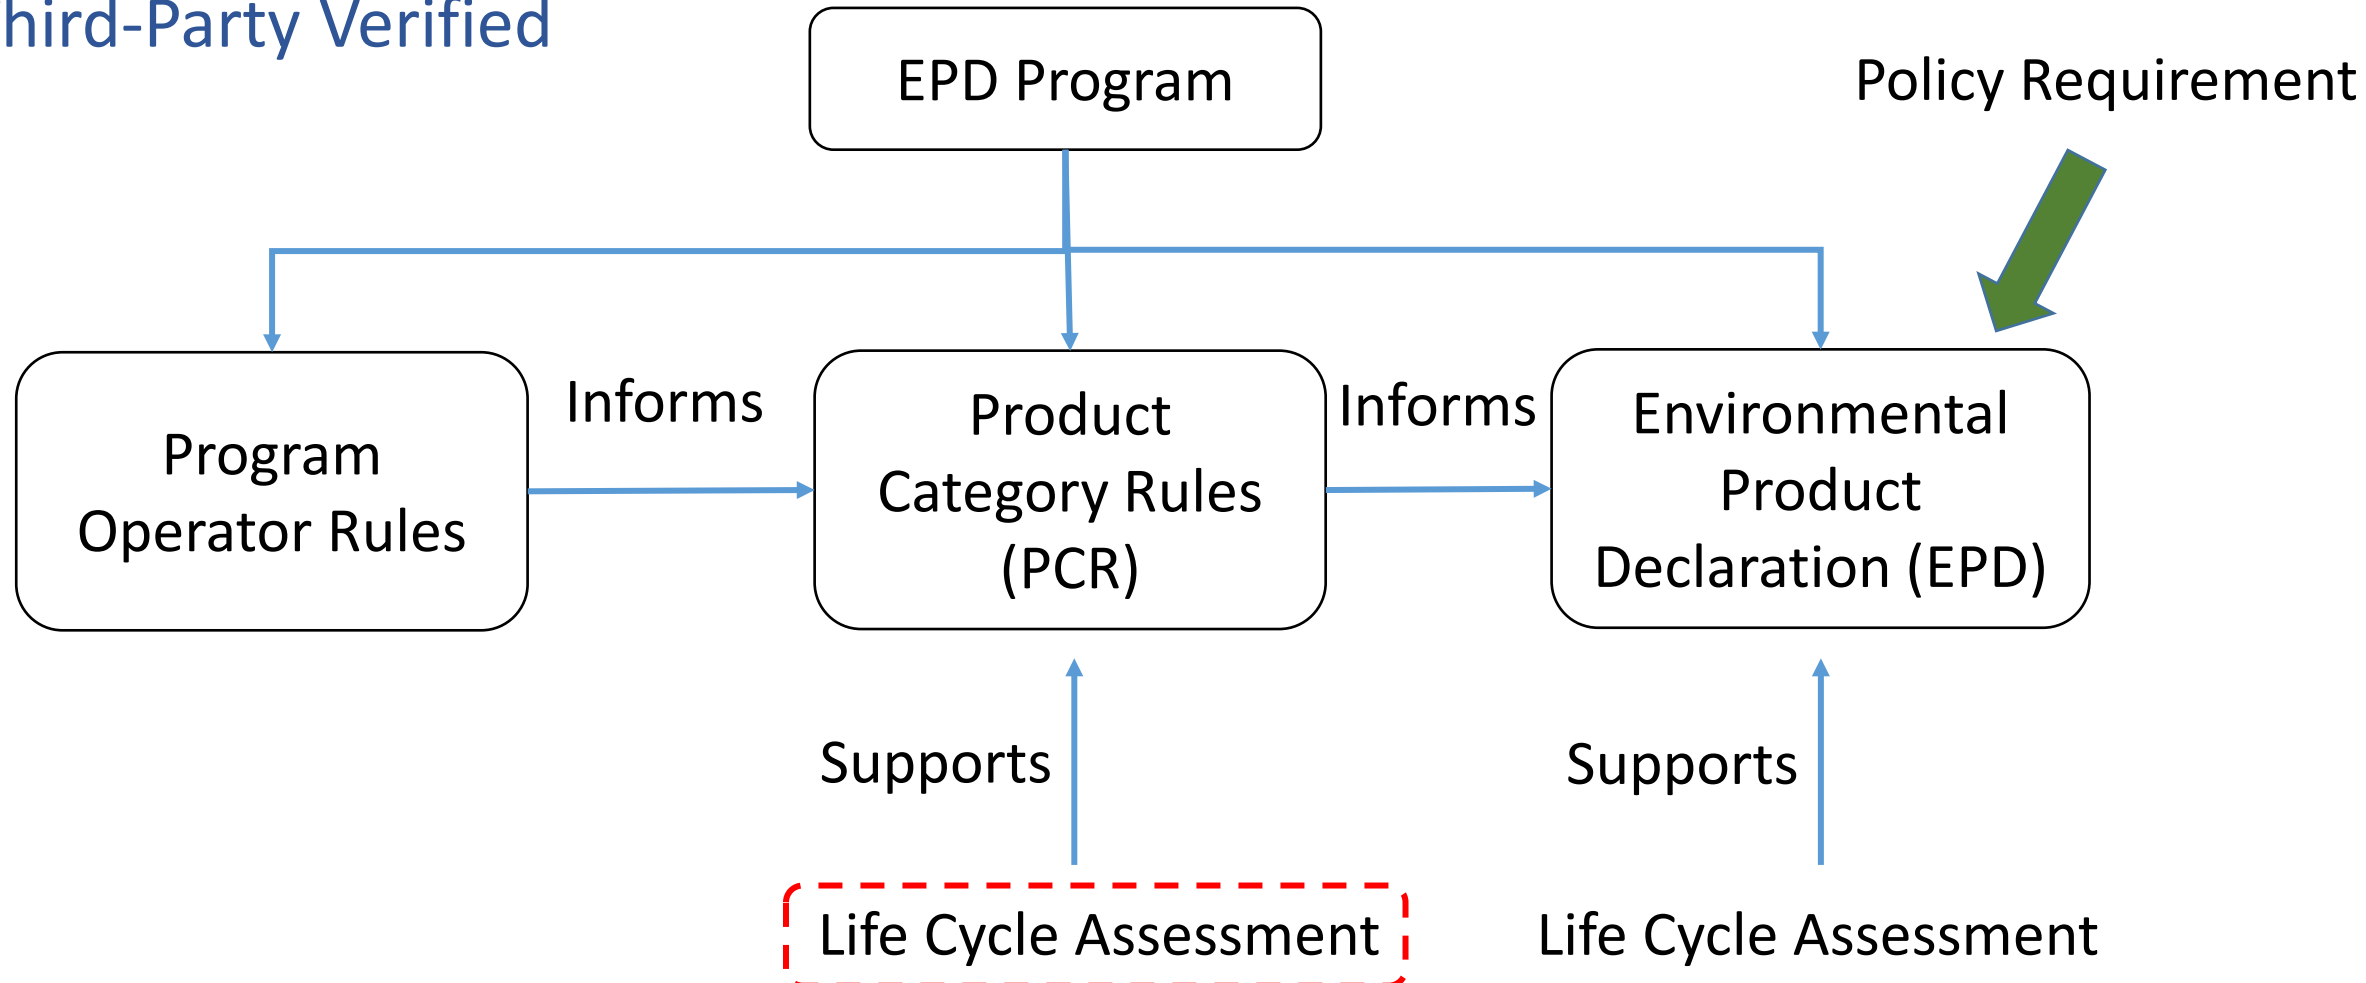 hird-Party Verified
EPD Program
Policy Requirement
Program
Operator Rules
Informs
Product
Category Rules
(PCR)
Informs
Environmental
Product
Declaration (EPD)
Supports
Supports
Life Cycle Assessment
Life Cycle Assessment